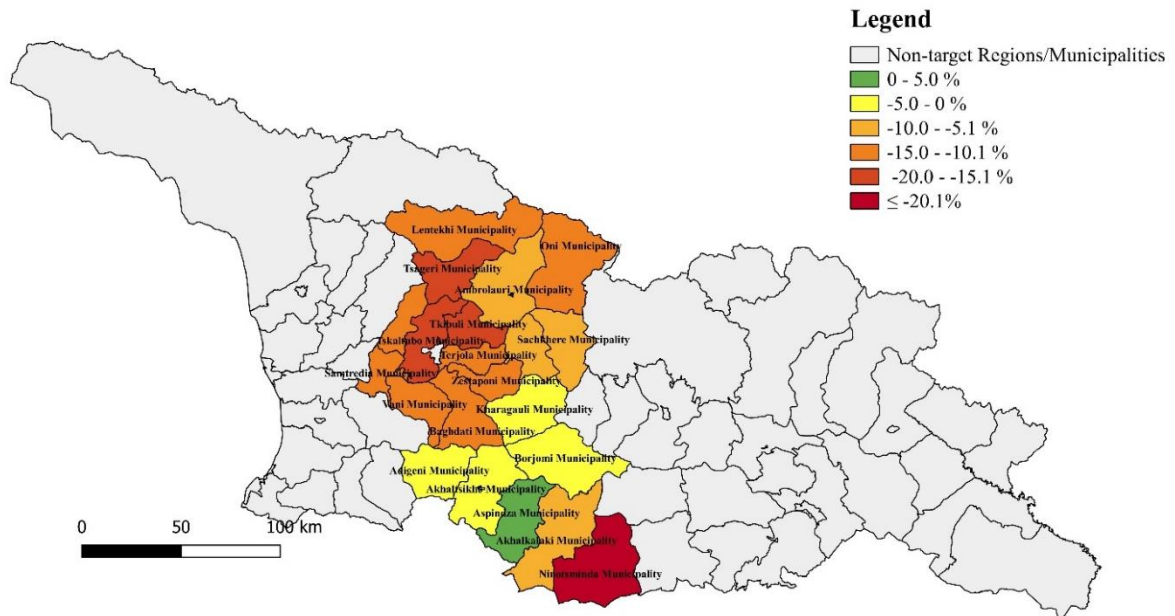 Legend
Non-target Regions/Municipalities
0 - 5.0 %
-5.0 - 0 %
-10.0 - -5.1 %
-15.0 - -10.1 %
-20.0 - -15.1 %
≤ -20.1%
Lentekhi Municipality
Oni Municipality
Tsageri Municipality
Ambrolauri Municipality
Tkibuli Municipality
Tskaltubo Municipality
Sachkhere Municipality
Terjola Municipality
Samtredia Municipality
Zestaponi Municipality
Vani Municipality
Kharagauli Municipality
Baghdati Municipality
Borjomi Municipality
Adigeni Municipality
Akhaltsikhe Municipality
Aspindza Municipality
Akhalkalaki Municipality
Ninotsminda Municipality
0 50 100 km